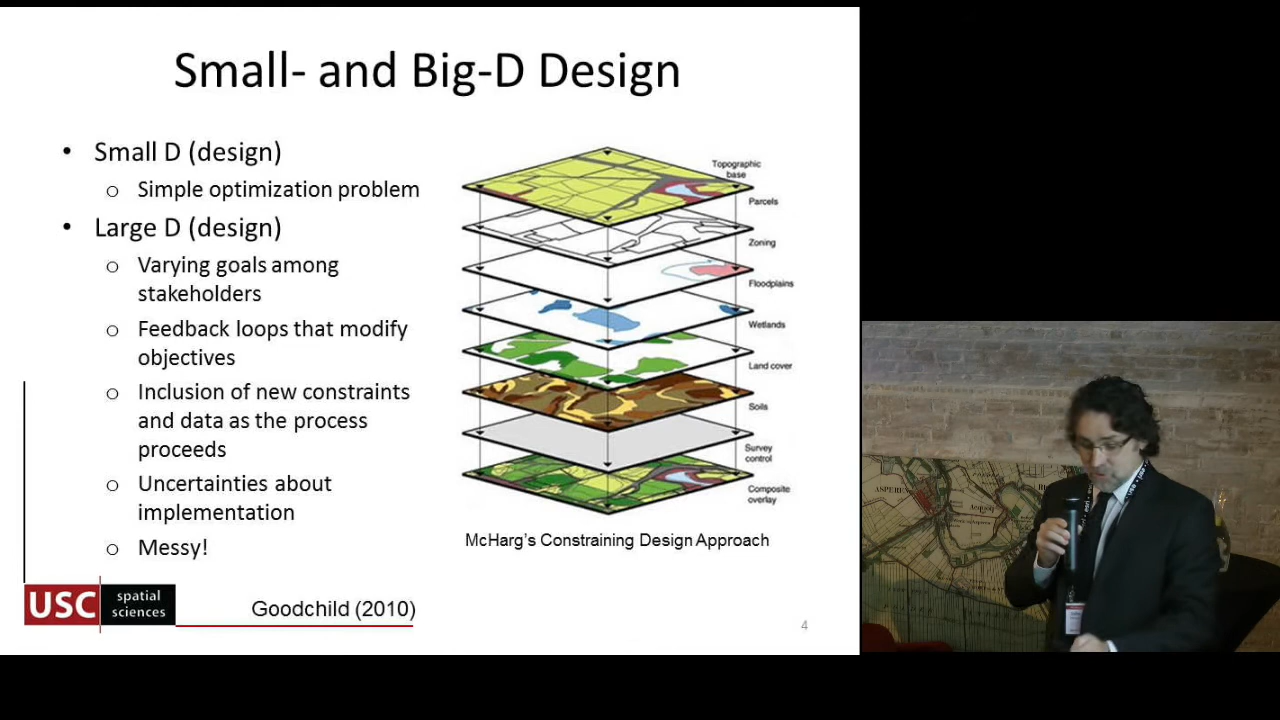 Small- and Big-D Design
• Small D (design)
o Simple optimization problem
• Large D (design)
o Varying goals among
stakeholders
o Feedback loops that modify
objectives
o Inclusion of new constraints
and data as the process
proceeds
o Uncertainties about
implementation
o Messy!
Topographic
base
Parcels
Zoning
Floodplains
Wetlands
Land cover
Soils
Survey
control
Composite
overlay
McHarg's Constraining Design Approach
USC
spatial
sciences
Goodchild (2010)
4
ASPEREN